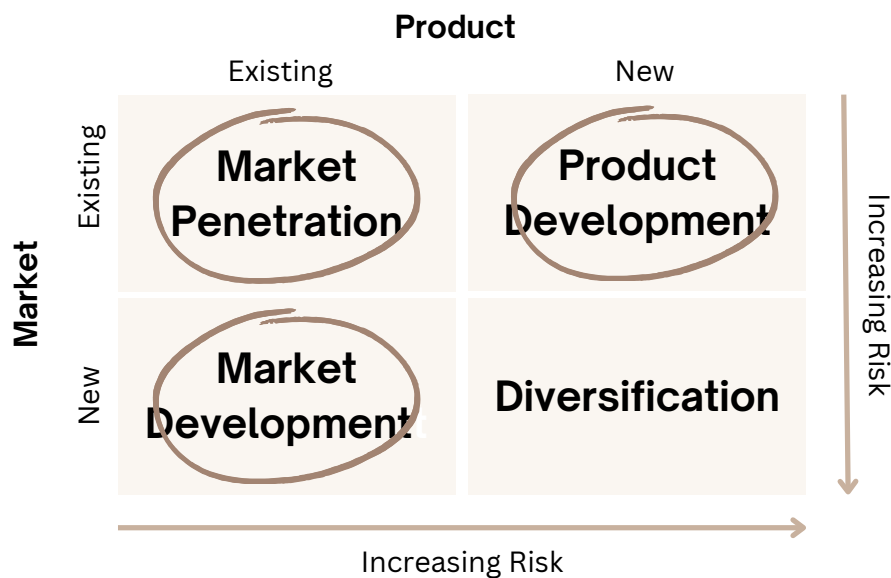 Product
Existing
New
Market
Existing
Market
Penetration
Product
Development
Increasing Risk
New
Market
Development
Diversification
Increasing Risk